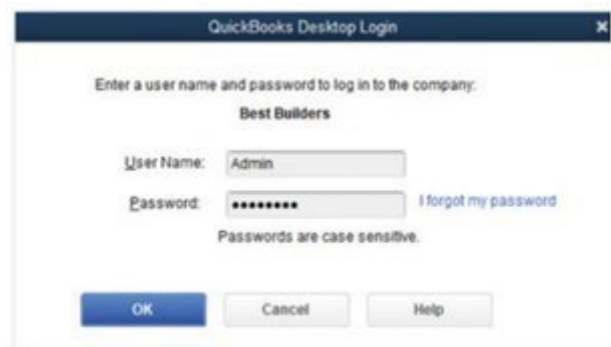 QuickBooks Desktop Login
Enter a user name and password to log in to the company:
Best Builders
User Name: Admin
Password: ●●●●●●●● I forgot my password
Passwords are case sensitive.
OK Cancel Help